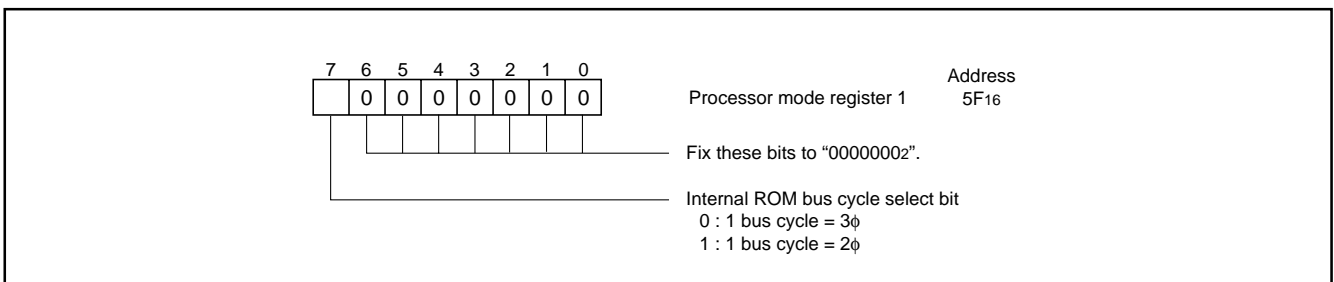 7 6 5 4 3 2 1 0
0 0 0 0 0 0 0
Processor mode register 1
Address
5F16
Fix these bits to “00000002”.
Internal ROM bus cycle select bit
0 : 1 bus cycle = 3ϕ
1 : 1 bus cycle = 2ϕ